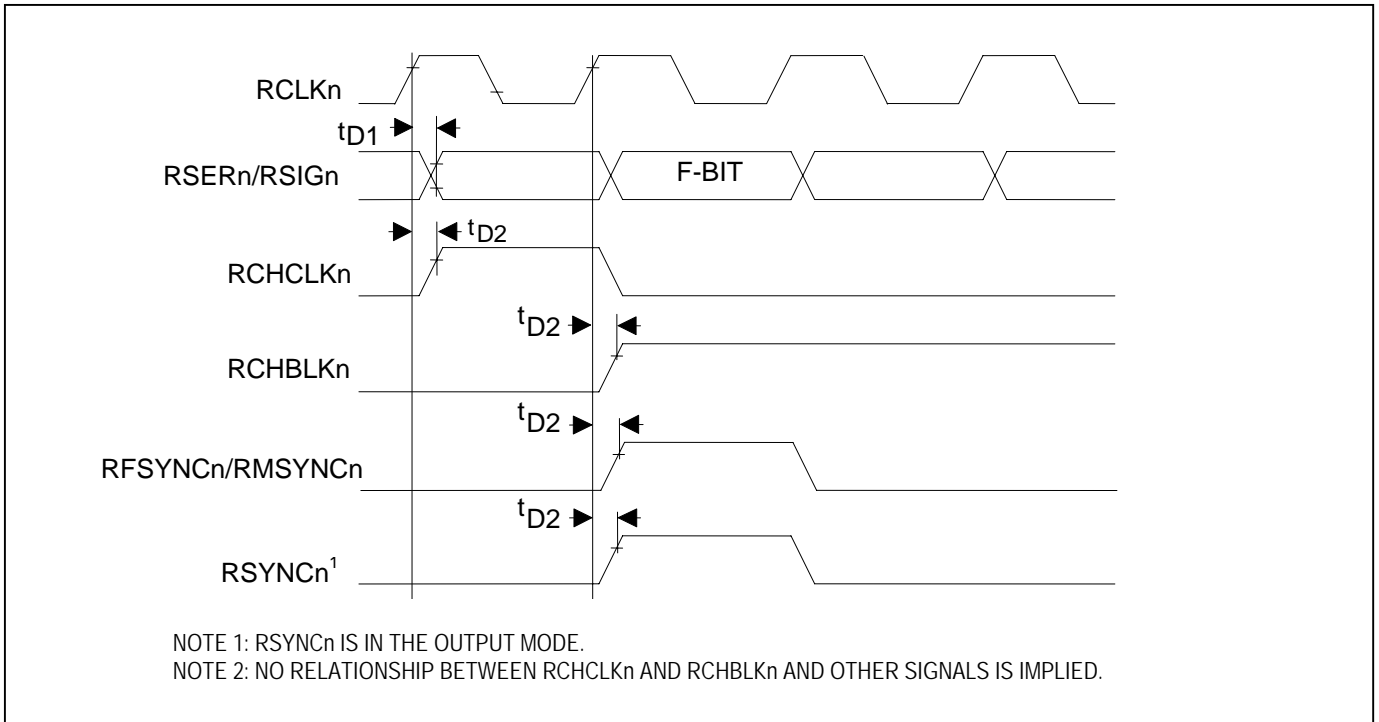 RCLKn
tD1
RSERn/RSIGn
F-BIT
tD2
RCHCLKn
tD2
RCHBLKn
tD2
RFSYNCn/RMSYNCn
tD2
RSYNCn¹
NOTE 1: RSYNCn IS IN THE OUTPUT MODE.
NOTE 2: NO RELATIONSHIP BETWEEN RCHCLKn AND RCHBLKn AND OTHER SIGNALS IS IMPLIED.